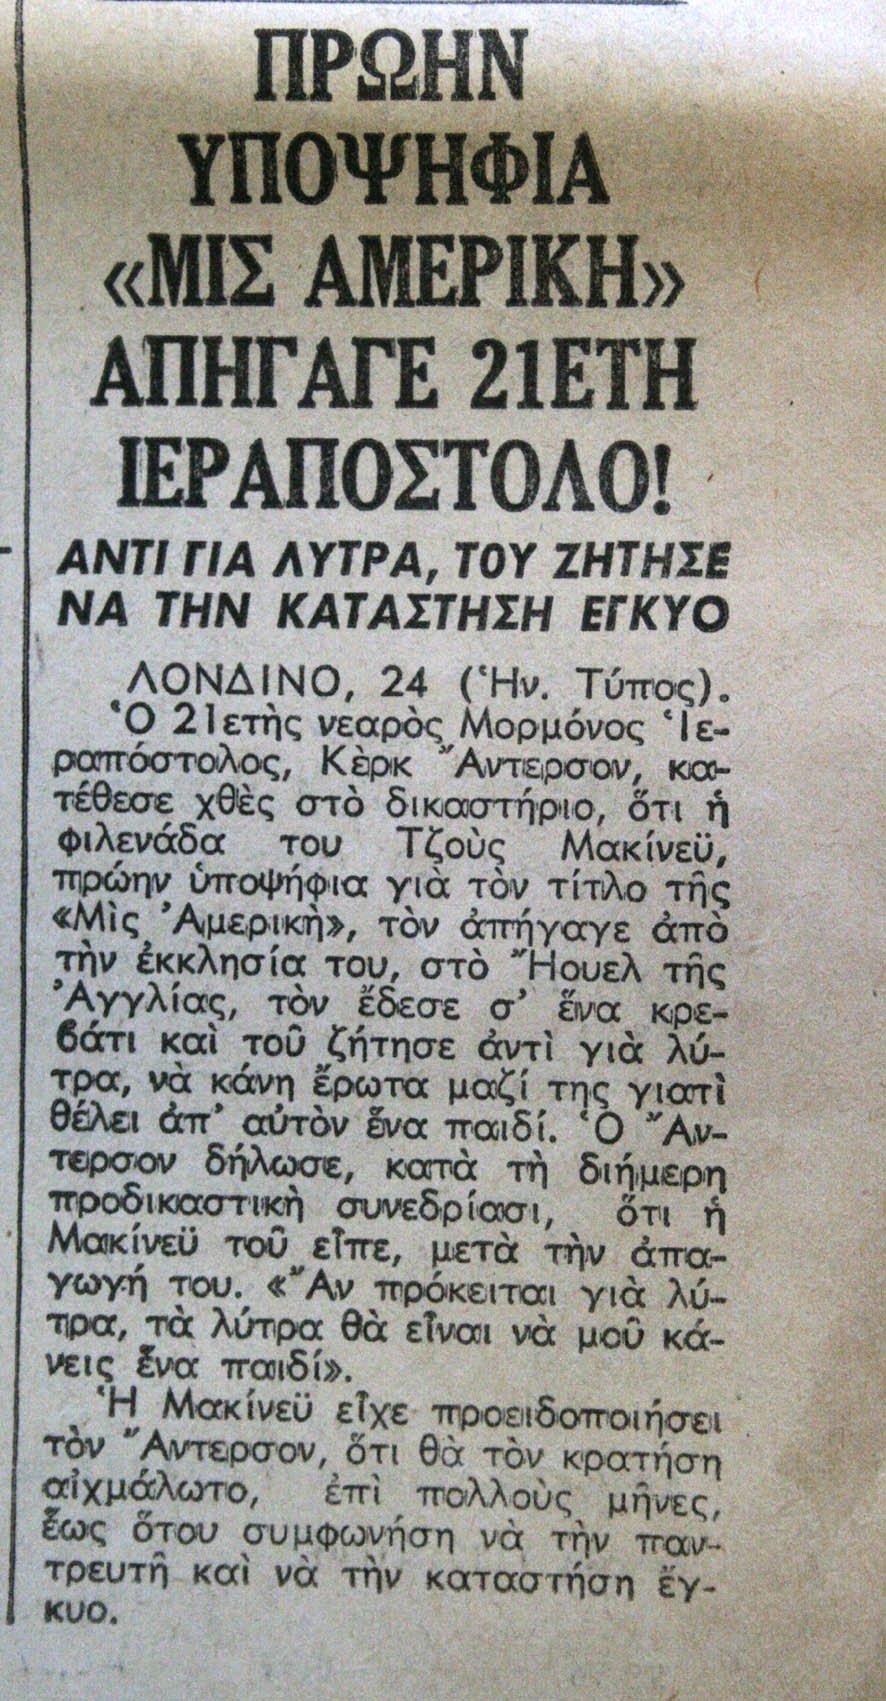 ΠΡΩΗΝ
ΥΠΟΨΗΦΙΑ
«ΜΙΣ ΑΜΕΡΙΚΗ»
ΑΠΗΓΑΓΕ 21ΕΤΗ
ΙΕΡΑΠΟΣΤΟΛΟ!
ΑΝΤΙ ΓΙΑ ΛΥΤΡΑ, ΤΟΥ ΖΗΤΗΣΕ
ΝΑ ΤΗΝ ΚΑΤΑΣΤΗΣΗ ΕΓΚΥΟ
ΛΟΝΔΙΝΟ, 24 (Ἡν. Τύπος).
Ὁ 21ετὴς νεαρὸς Μορμόνος Ἱε-
ραπόστολος, Κὲρκ Ἄντερσον, κα-
τέθεσε χθὲς στὸ δικαστήριο, ὅτι ἡ
φιλενάδα του Τζοὺς Μακίνεϋ,
πρώην ὑποψήφια γιὰ τὸν τίτλο τῆς
«Μὶς Ἀμερικὴ», τὸν ἀπήγαγε ἀπὸ
τὴν ἐκκλησία του, στὸ Ἤουελ τῆς
Ἀγγλίας, τὸν ἔδεσε σ' ἕνα κρε-
βάτι καὶ τοῦ ζήτησε ἀντὶ γιὰ λύ-
τρα, νὰ κάνη ἔρωτα μαζί της γιατὶ
θέλει ἀπ' αὐτὸν ἕνα παιδί. Ὁ Ἄν-
τερσον δήλωσε, κατὰ τὴ διήμερη
προδικαστικὴ συνεδρίασι, ὅτι ἡ
Μακίνεϋ τοῦ εἶπε, μετὰ τὴν ἀπα-
γωγή του. «Ἂν πρόκειται γιὰ λύ-
τρα, τὰ λύτρα θὰ εἶναι νὰ μοῦ κά-
νεις ἕνα παιδί».
Ἡ Μακίνεϋ εἶχε προειδοποιήσει
τὸν Ἄντερσον, ὅτι θὰ τὸν κρατήση
αἰχμάλωτο, ἐπὶ πολλοὺς μῆνες,
ἕως ὅτου συμφωνήση νὰ τὴν παν-
τρευτῆ καὶ νὰ τὴν καταστήση ἔγ-
κυο.